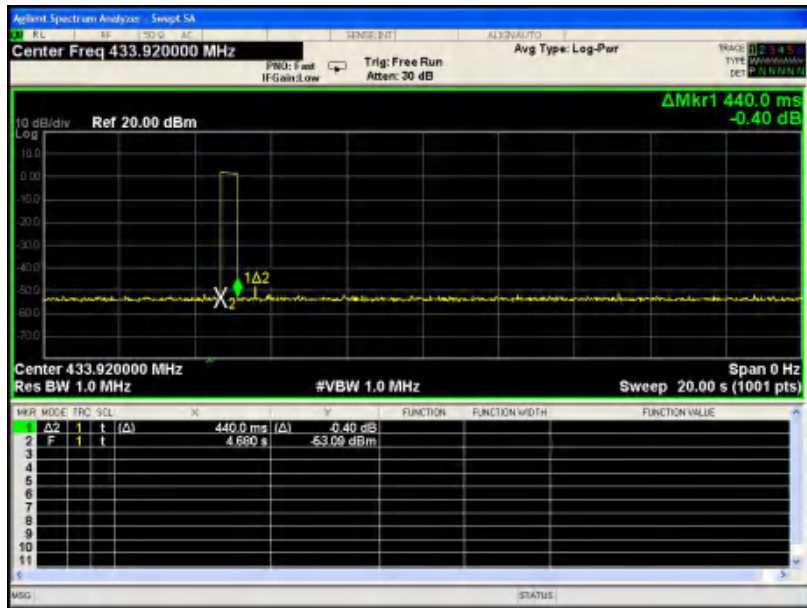 Agilent Spectrum Analyzer - Swept SA
RL RF 50 Ω AC SENSE:INT ALIGNAUTO
Center Freq 433.920000 MHz
Avg Type: Log-Pwr
TRACE 1 2 3 4 5
TYPE
DET P N N N N N
PNO: Fast
IFGain:Low
Trig: Free Run
Atten: 30 dB
ΔMkr1 440.0 ms
-0.40 dB
10 dB/div Ref 20.00 dBm
Log
10.0
0.00
-10.0
-20.0
-30.0
-40.0
-50.0
-60.0
-70.0
1Δ2
X2
Center 433.920000 MHz
Span 0 Hz
Res BW 1.0 MHz
#VBW 1.0 MHz
Sweep 20.00 s (1001 pts)
MKR MODE TRC SCL X Y FUNCTION FUNCTION WIDTH FUNCTION VALUE
1 Δ2 1 t (Δ) 440.0 ms (Δ) -0.40 dB
2 F 1 t 4.680 s -53.09 dBm
3
4
5
6
7
8
9
10
11
MSG STATUS